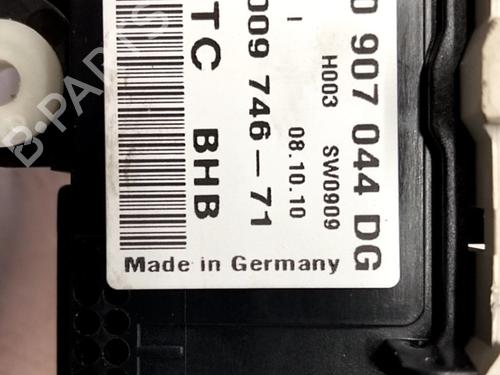 0 907 044 DG
H003 SW0909
I 08.10.10
009 746-71
TC BHB
Made in Germany
B-PARTS